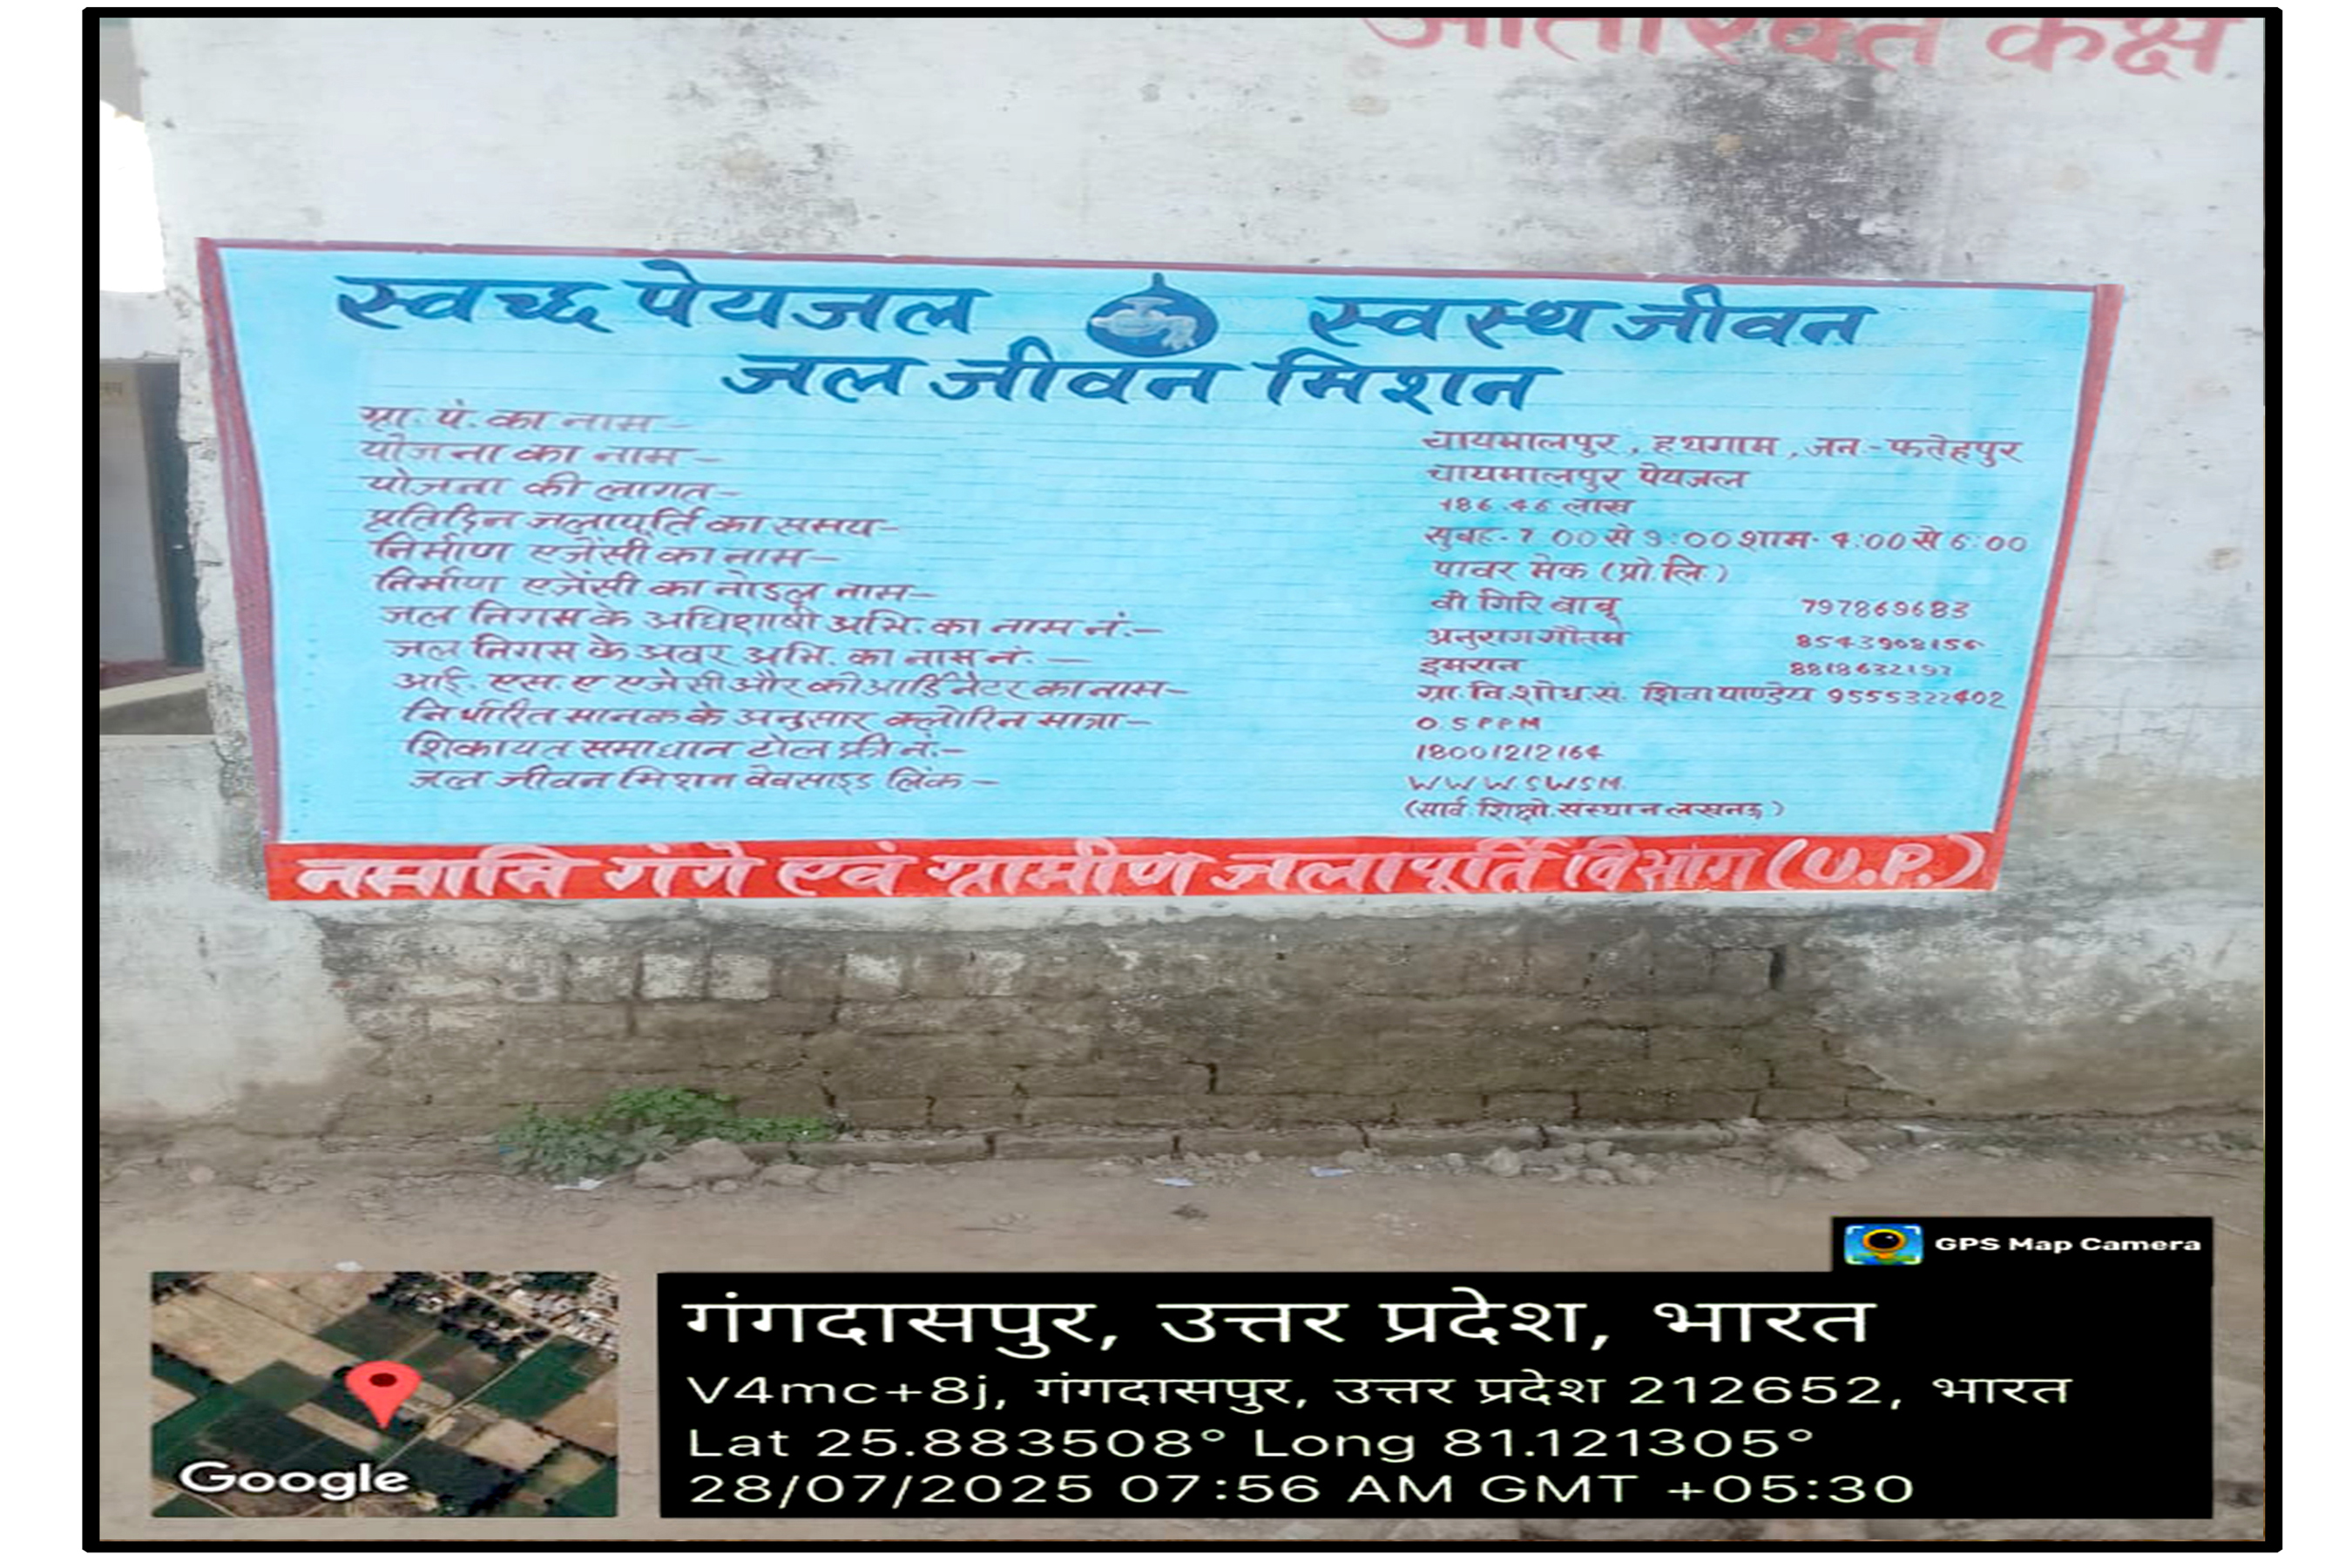 अतिरिक्त कक्ष
स्वच्छ पेयजल स्वस्थ जीवन
जल जीवन मिशन
ग्रा. पं. का नाम - चायमालपुर, हथगाम, जन.-फतेहपुर
योजना का नाम - चायमालपुर पेयजल
योजना की लागत - 186.46 लाख
प्रतिदिन जलापूर्ति का समय - सुबह. 7:00 से 9:00 शाम. 4:00 से 6:00
निर्माण एजेंसी का नाम - पावर मेक (प्रो.लि.)
निर्माण एजेंसी का नोडल नाम - वी गिरि बाबू 797869683
जल निगम के अधिशाषी अभि. का नाम नं.:- अनुराग गौतम 8543908156
जल निगम के अवर अभि. का नाम नं. - इमरान
आई. एस. ए एजेंसी और कोआर्डिनेटर का नाम - ग्रा.वि.शोध.सं. शिवा पाण्डेय 9555322402
निर्धारित मानक के अनुसार क्लोरिन मात्रा - 0.5 PPM
शिकायत समाधान टोल फ्री नं.:- 18001212164
जल जीवन मिशन वेबसाइड लिंक - WWW SWSM
(सार्व. शिक्षो. संस्थान लखनऊ)
नमामि गंगे एवं ग्रामीण जलापूर्ति विभाग (U.P.)
GPS Map Camera
गंगदासपुर, उत्तर प्रदेश, भारत
V4mc+8j, गंगदासपुर, उत्तर प्रदेश 212652, भारत
Lat 25.883508° Long 81.121305°
28/07/2025 07:56 AM GMT +05:30
Google